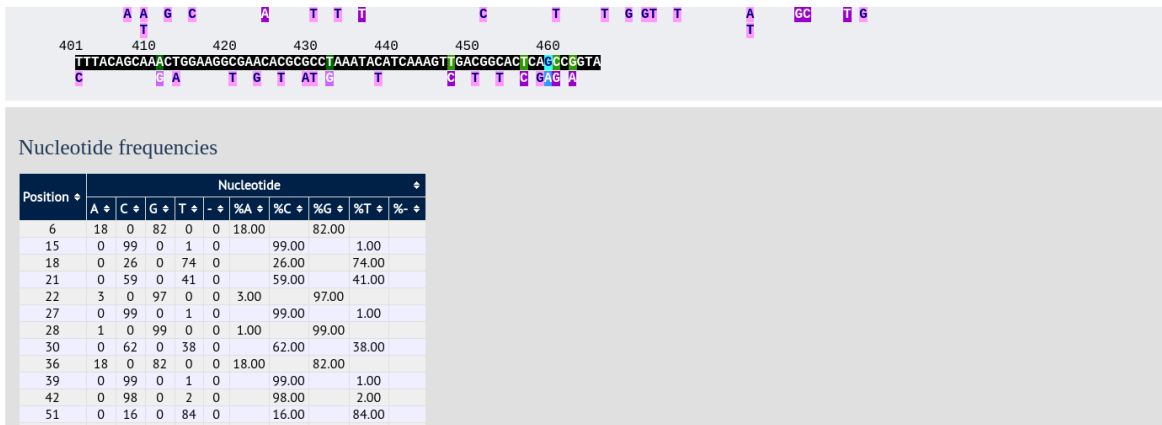 A A G C A T T T C T T G GT T A GC T G
T T
401 410 420 430 440 450 460
TTTACAGCAAACTGGAAGGCGAACACGCGCCTAAATACATCAAAGTTGACGGCACTCAGCCGGTA
C G A T G T AT G T C T T C GAG A
Nucleotide frequencies
Position Nucleotide
A C G T - %A %C %G %T %-
6 18 0 82 0 0 18.00 82.00
15 0 99 0 1 0 99.00 1.00
18 0 26 0 74 0 26.00 74.00
21 0 59 0 41 0 59.00 41.00
22 3 0 97 0 0 3.00 97.00
27 0 99 0 1 0 99.00 1.00
28 1 0 99 0 0 1.00 99.00
30 0 62 0 38 0 62.00 38.00
36 18 0 82 0 0 18.00 82.00
39 0 99 0 1 0 99.00 1.00
42 0 98 0 2 0 98.00 2.00
51 0 16 0 84 0 16.00 84.00